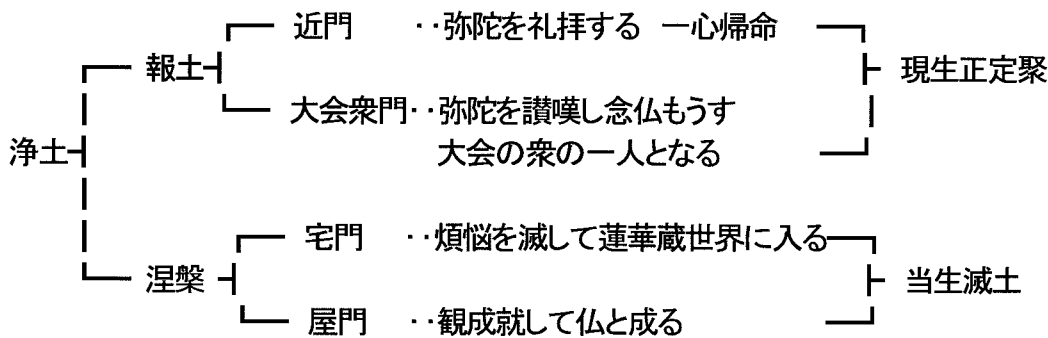 近門 ‥弥陀を礼拝する 一心帰命
報土 現生正定聚
大会衆門‥弥陀を讃嘆し念仏もうす
浄土 大会の衆の一人となる
宅門 ‥煩悩を滅して蓮華蔵世界に入る
涅槃 当生滅土
屋門 ‥観成就して仏と成る